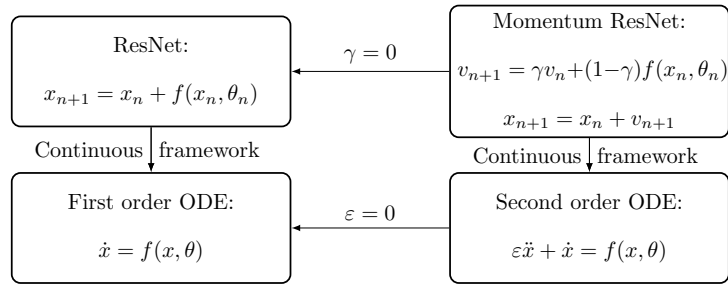 ResNet:
x_{n+1} = x_n + f(x_n, θ_n)
γ = 0
Momentum ResNet:
v_{n+1} = γv_n+(1−γ)f(x_n, θ_n)
x_{n+1} = x_n + v_{n+1}
Continuous framework
Continuous framework
First order ODE:
ẋ = f(x, θ)
ε = 0
Second order ODE:
εẍ + ẋ = f(x, θ)